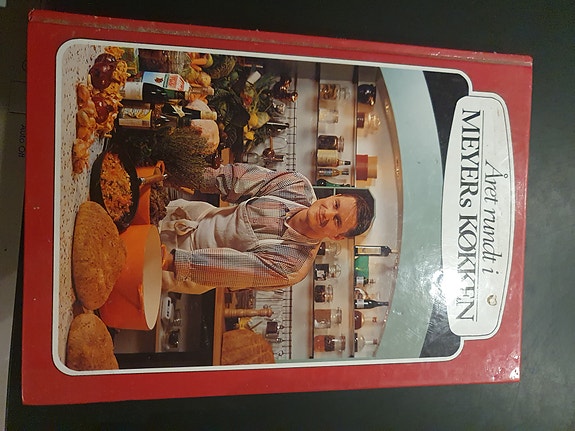 Året rundt i
MEYERs KØKKEN